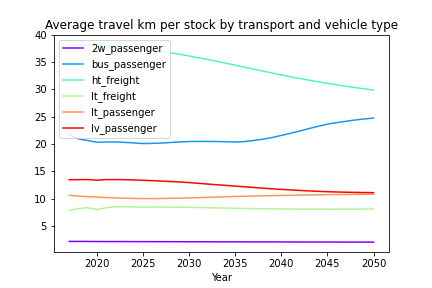 Average travel km per stock by transport and vehicle type
40
35
30
25
20
15
10
5
2w_passenger
bus_passenger
ht_freight
lt_freight
lt_passenger
lv_passenger
2020 2025 2030 2035 2040 2045 2050
Year